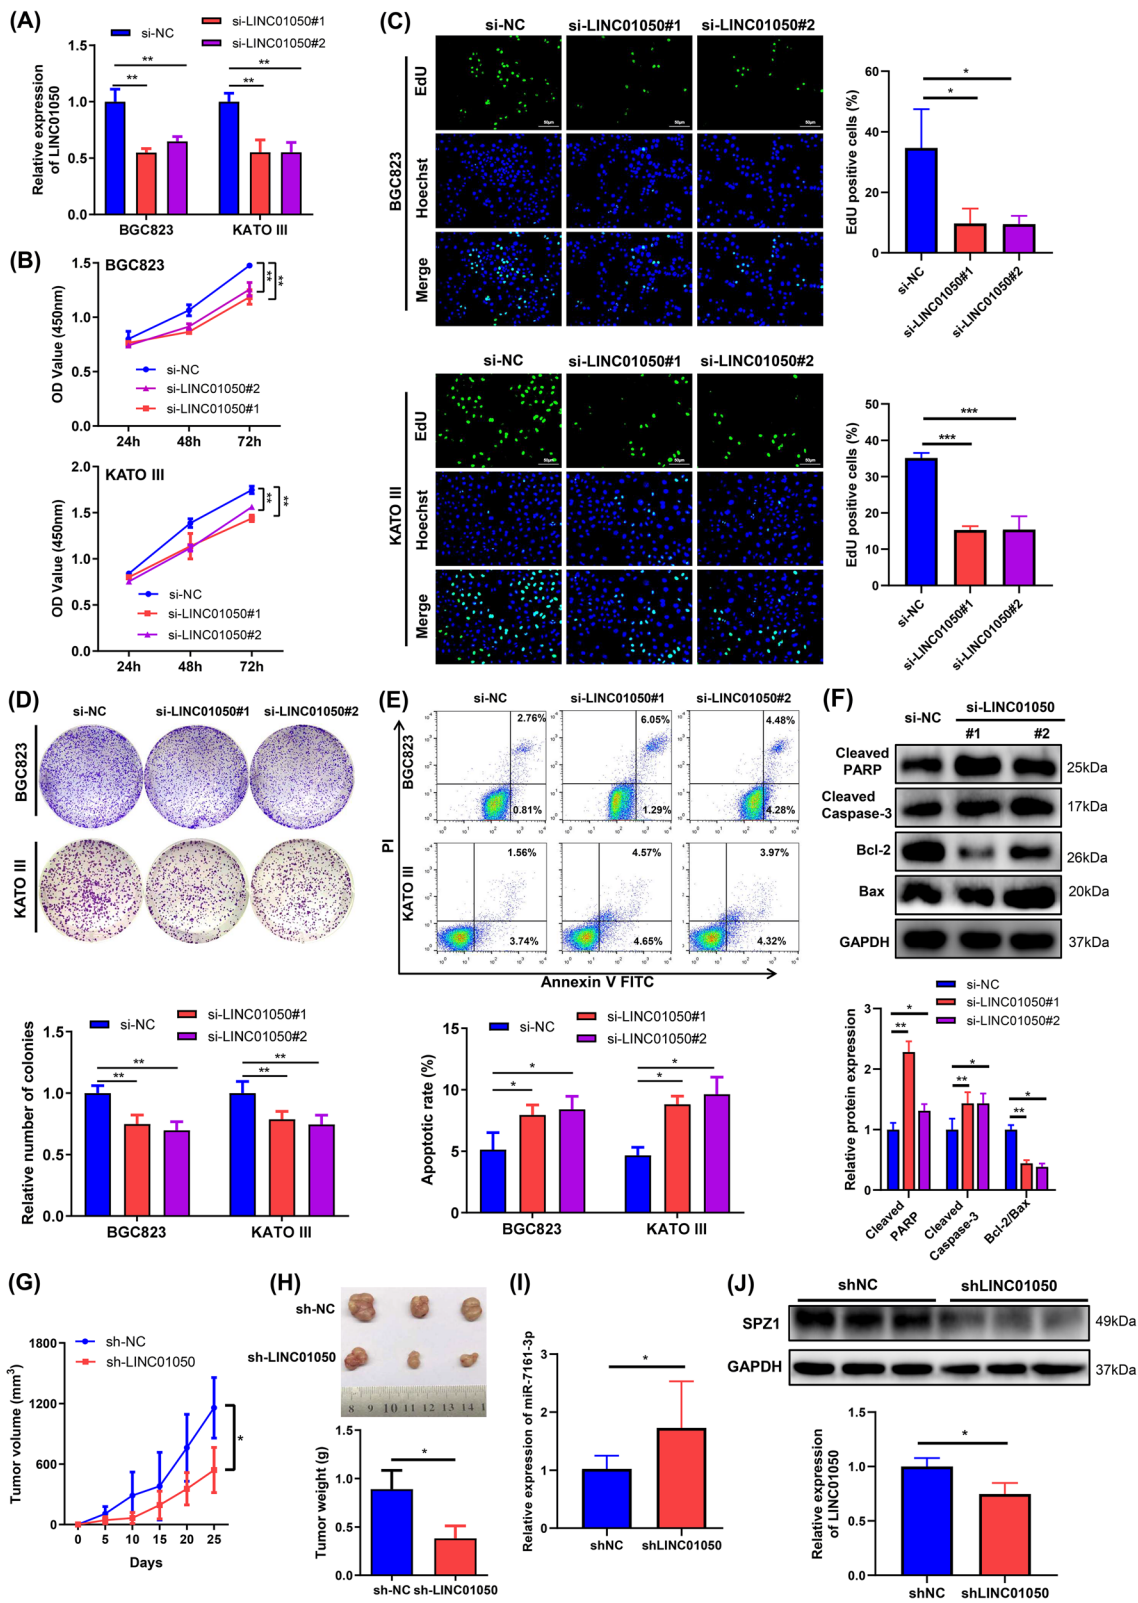 (A)
si-NC
si-LINC01050#1
si-LINC01050#2
Relative expression
of LINC01050
1.5
1.0
0.5
0.0
**
**
**
**
BGC823
KATO III
(B)
BGC823
OD Value (450nm)
1.5
1.0
0.5
0.0
**
**
si-NC
si-LINC01050#2
si-LINC01050#1
24h
48h
72h
KATO III
OD Value (450nm)
2.0
1.5
1.0
0.5
0.0
**
**
si-NC
si-LINC01050#1
si-LINC01050#2
24h
48h
72h
(C)
si-NC
si-LINC01050#1
si-LINC01050#2
BGC823
EdU
Hoechst
Merge
50μm
50μm
50μm
EdU positive cells (%)
60
40
20
0
*
*
si-NC
si-LINC01050#1
si-LINC01050#2
si-NC
si-LINC01050#1
si-LINC01050#2
KATO III
EdU
Hoechst
Merge
50μm
50μm
50μm
EdU positive cells (%)
50
40
30
20
10
0
***
***
si-NC
si-LINC01050#1
si-LINC01050#2
(D)
si-NC
si-LINC01050#1
si-LINC01050#2
BGC823
KATO III
Relative number of colonies
si-NC
si-LINC01050#1
si-LINC01050#2
1.5
1.0
0.5
0.0
**
**
**
**
BGC823
KATO III
(E)
si-NC
si-LINC01050#1
si-LINC01050#2
BGC823
2.76%
6.05%
4.48%
0.81%
1.29%
4.28%
PI
KATO III
1.56%
4.57%
3.97%
3.74%
4.65%
4.32%
Annexin V FITC
Apoptotic rate (%)
si-NC
si-LINC01050#1
si-LINC01050#2
15
10
5
0
*
*
*
*
BGC823
KATO III
(F)
si-NC
si-LINC01050
#1
#2
Cleaved
PARP
25kDa
Cleaved
Caspase-3
17kDa
Bcl-2
26kDa
Bax
20kDa
GAPDH
37kDa
si-NC
si-LINC01050#1
si-LINC01050#2
Relative protein expression
3
2
1
0
**
*
**
*
**
*
Cleaved
PARP
Cleaved
Caspase-3
Bcl-2/Bax
(G)
sh-NC
sh-LINC01050
Tumor volume (mm³)
1800
1200
600
0
*
0
5
10
15
20
25
Days
(H)
sh-NC
sh-LINC01050
8 9 10 11 12 13 14 1
Tumor weight (g)
1.5
1.0
0.5
0.0
*
sh-NC
sh-LINC01050
(I)
Relative expression of miR-7161-3p
3
2
1
0
*
shNC
shLINC01050
(J)
shNC
shLINC01050
SPZ1
49kDa
GAPDH
37kDa
Relative expression
of LINC01050
1.5
1.0
0.5
0.0
*
shNC
shLINC01050